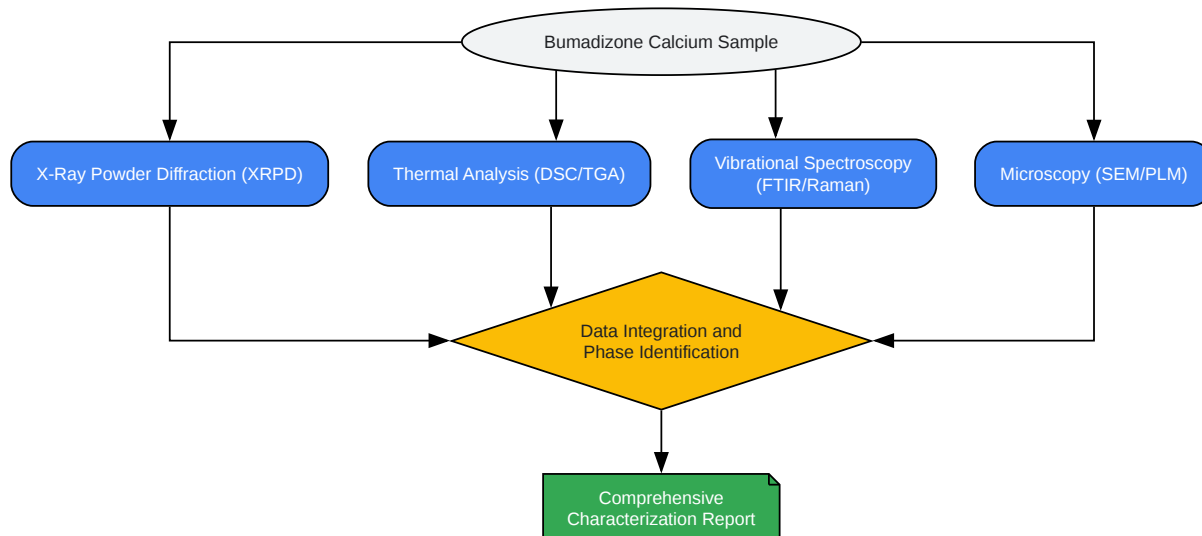 Bumadizone Calcium Sample
X-Ray Powder Diffraction (XRPD)
Thermal Analysis (DSC/TGA)
Vibrational Spectroscopy
(FTIR/Raman)
Microscopy (SEM/PLM)
Data Integration and
Phase Identification
Comprehensive
Characterization Report